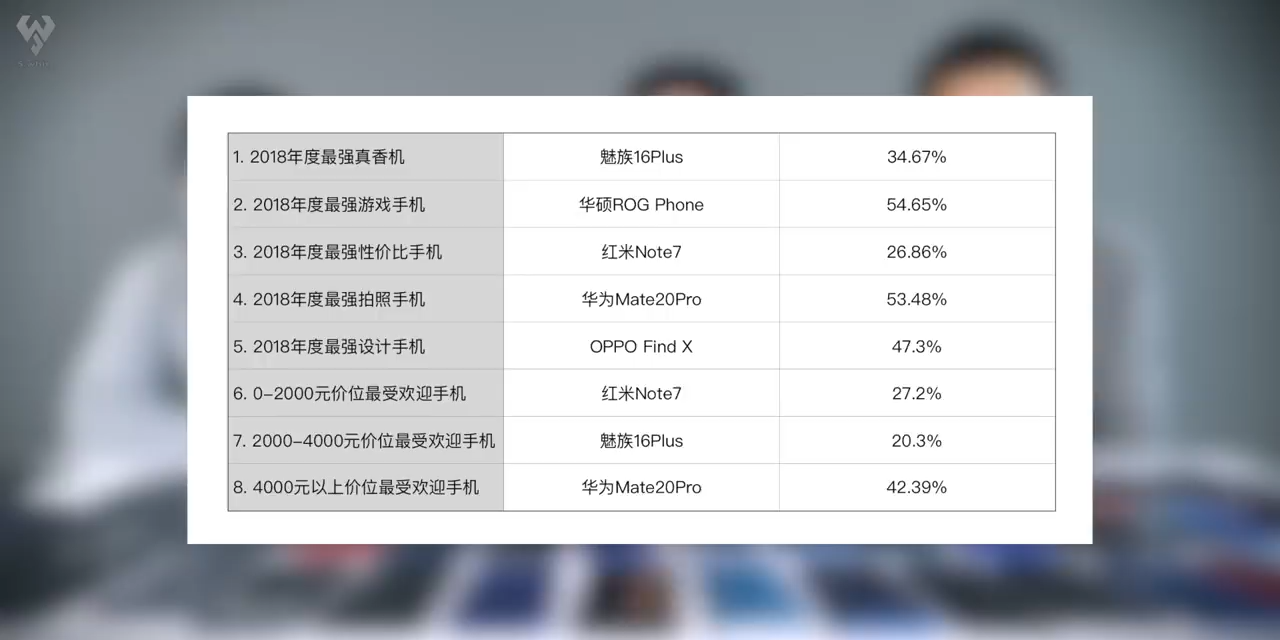 1. 2018年度最强真香机 魅族16Plus 34.67%
2. 2018年度最强游戏手机 华硕ROG Phone 54.65%
3. 2018年度最强性价比手机 红米Note7 26.86%
4. 2018年度最强拍照手机 华为Mate20Pro 53.48%
5. 2018年度最强设计手机 OPPO Find X 47.3%
6. 0–2000元价位最受欢迎手机 红米Note7 27.2%
7. 2000–4000元价位最受欢迎手机 魅族16Plus 20.3%
8. 4000元以上价位最受欢迎手机 华为Mate20Pro 42.39%